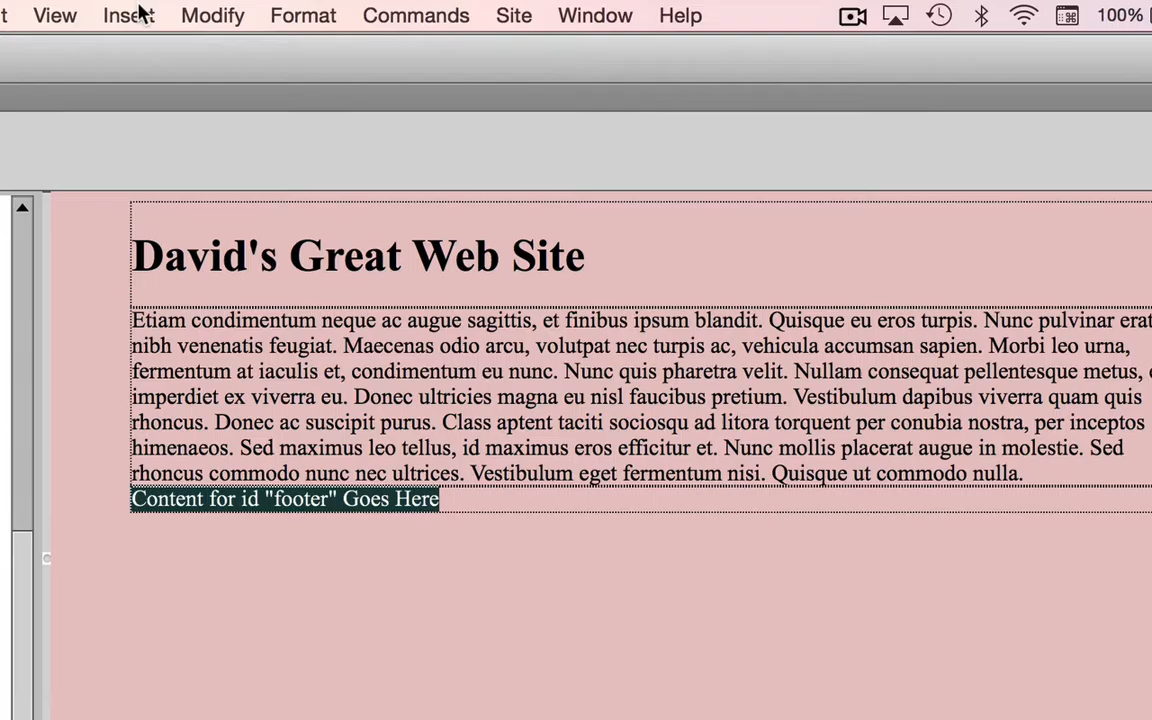 t View Insert Modify Format Commands Site Window Help 100%
David's Great Web Site
Etiam condimentum neque ac augue sagittis, et finibus ipsum blandit. Quisque eu eros turpis. Nunc pulvinar erat
nibh venenatis feugiat. Maecenas odio arcu, volutpat nec turpis ac, vehicula accumsan sapien. Morbi leo urna,
fermentum at iaculis et, condimentum eu nunc. Nunc quis pharetra velit. Nullam consequat pellentesque metus,
imperdiet ex viverra eu. Donec ultricies magna eu nisl faucibus pretium. Vestibulum dapibus viverra quam quis
rhoncus. Donec ac suscipit purus. Class aptent taciti sociosqu ad litora torquent per conubia nostra, per inceptos
himenaeos. Sed maximus leo tellus, id maximus eros efficitur et. Nunc mollis placerat augue in molestie. Sed
rhoncus commodo nunc nec ultrices. Vestibulum eget fermentum nisi. Quisque ut commodo nulla.
Content for id "footer" Goes Here